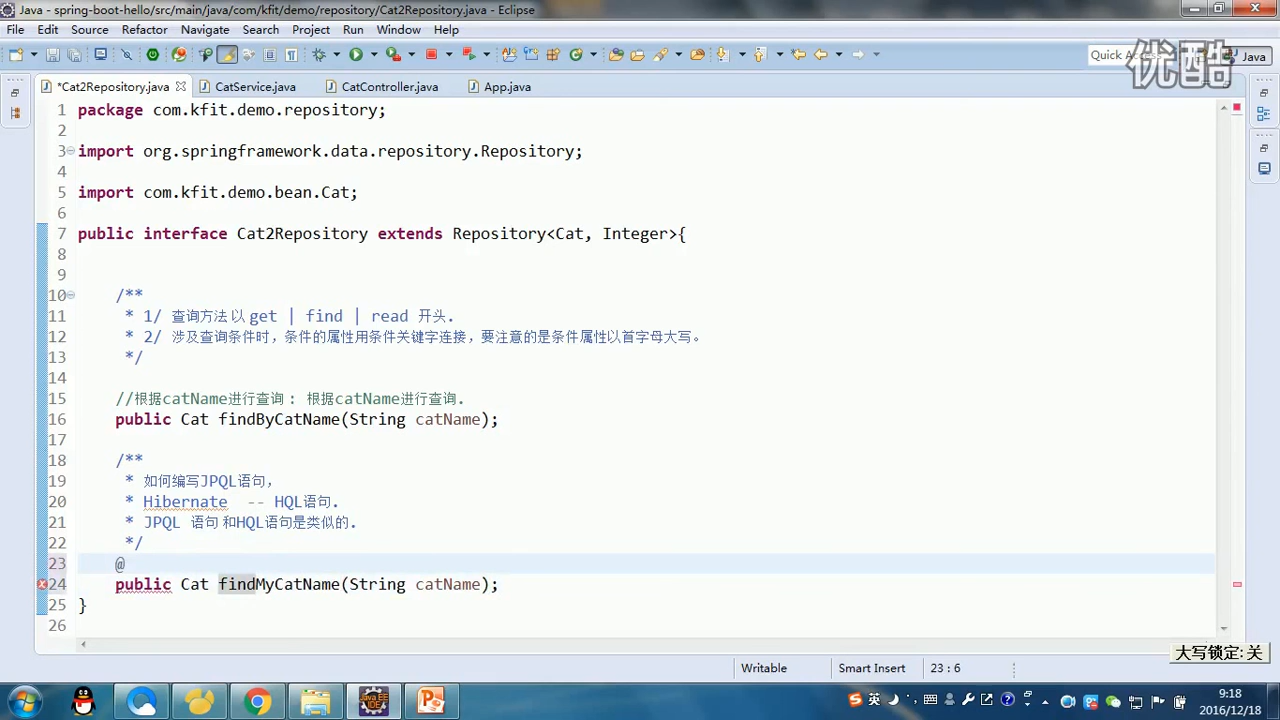 Java - spring-boot-hello/src/main/java/com/kfit/demo/repository/Cat2Repository.java - Eclipse
File Edit Source Refactor Navigate Search Project Run Window Help
Quick Access
Java
优酷
*Cat2Repository.java CatService.java CatController.java App.java
1 package com.kfit.demo.repository;
2
3 import org.springframework.data.repository.Repository;
4
5 import com.kfit.demo.bean.Cat;
6
7 public interface Cat2Repository extends Repository<Cat, Integer>{
8
9
10 /**
11 * 1/ 查询方法 以 get | find | read 开头.
12 * 2/ 涉及查询条件时，条件的属性用条件关键字连接，要注意的是条件属性以首字母大写。
13 */
14
15 //根据catName进行查询 : 根据catName进行查询.
16 public Cat findByCatName(String catName);
17
18 /**
19 * 如何编写JPQL语句，
20 * Hibernate -- HQL语句.
21 * JPQL 语句 和HQL语句是类似的.
22 */
23 @
24 public Cat findMyCatName(String catName);
25 }
26
大写锁定: 关
Writable Smart Insert 23 : 6
Java EE IDE
英
9:18
2016/12/18